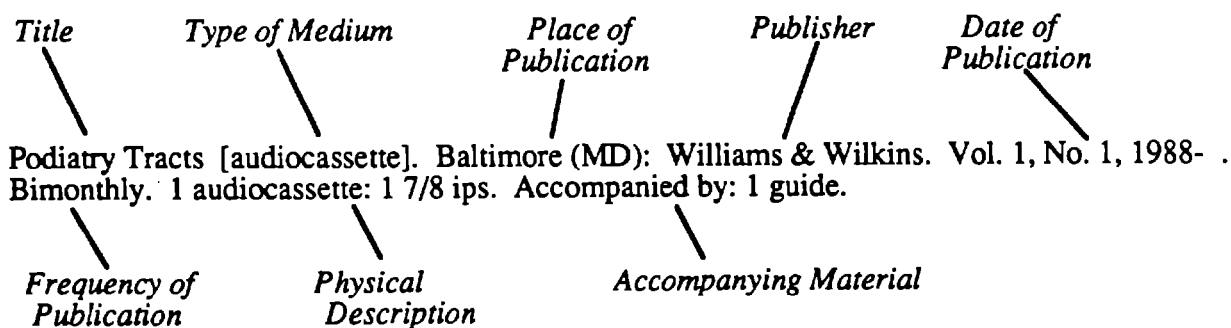 Title Type of Medium Place of Publication Publisher Date of Publication
Podiatry Tracts [audiocassette]. Baltimore (MD): Williams & Wilkins. Vol. 1, No. 1, 1988- .
Bimonthly. 1 audiocassette: 1 7/8 ips. Accompanied by: 1 guide.
Frequency of Publication Physical Description Accompanying Material